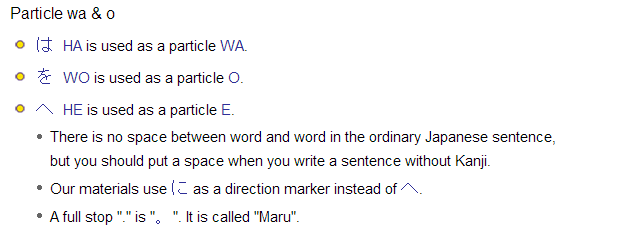 Particle wa & o
は HA is used as a particle WA.
を WO is used as a particle O.
へ HE is used as a particle E.
There is no space between word and word in the ordinary Japanese sentence,
but you should put a space when you write a sentence without Kanji.
Our materials use に as a direction marker instead of へ.
A full stop "." is "。 ". It is called "Maru".